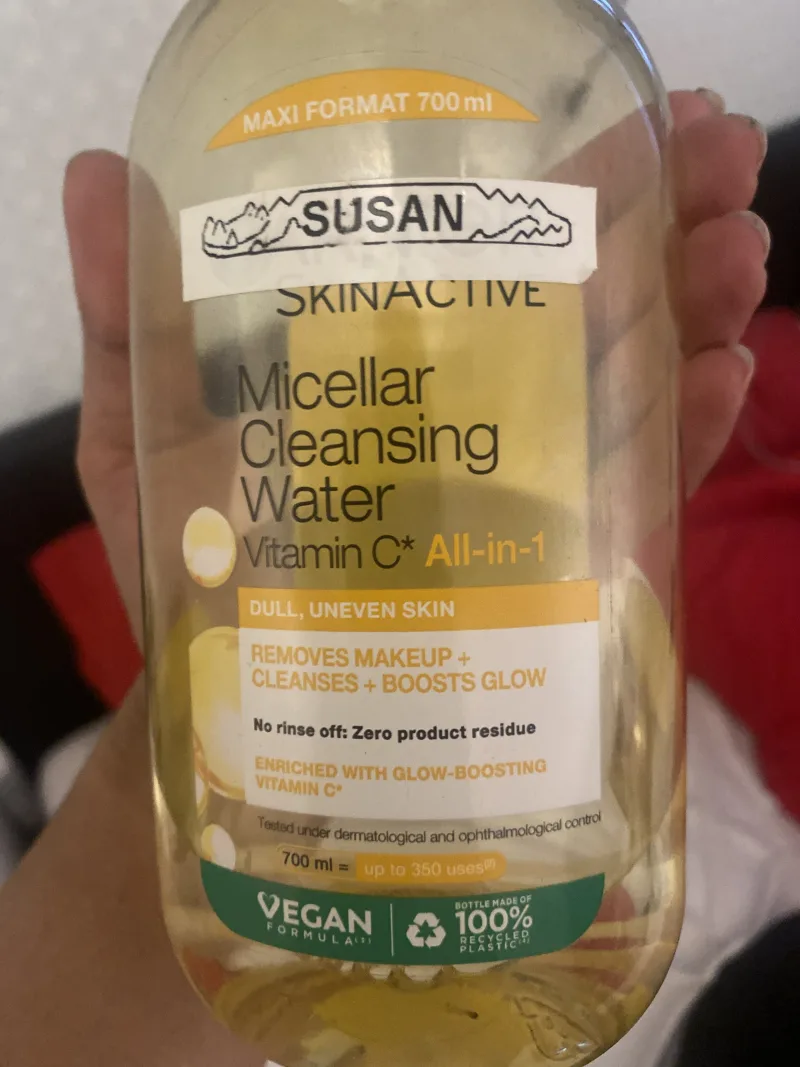 MAXI FORMAT 700 ml
SUSAN
SKINACTIVE
Micellar
Cleansing
Water
Vitamin C* All-in-1
DULL, UNEVEN SKIN
REMOVES MAKEUP +
CLEANSES + BOOSTS GLOW
No rinse off: Zero product residue
ENRICHED WITH GLOW-BOOSTING
VITAMIN C*
Tested under dermatological and ophthalmological control
700 ml = up to 350 uses
VEGAN
FORMULA
BOTTLE MADE OF
100%
RECYCLED
PLASTIC